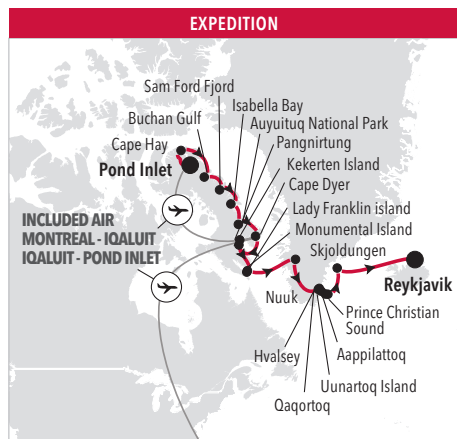 EXPEDITION
Sam Ford Fjord
Isabella Bay
Buchan Gulf
Auyuituq National Park
Cape Hay
Pangnirtung
Pond Inlet
Kekerten Island
Cape Dyer
INCLUDED AIR
MONTREAL - IQALUIT
IQALUIT - POND INLET
Lady Franklin island
Monumental Island
Skjoldungen
Reykjavik
Nuuk
Prince Christian
Sound
Hvalsey
Aappilattoq
Uunartoq Island
Qaqortoq